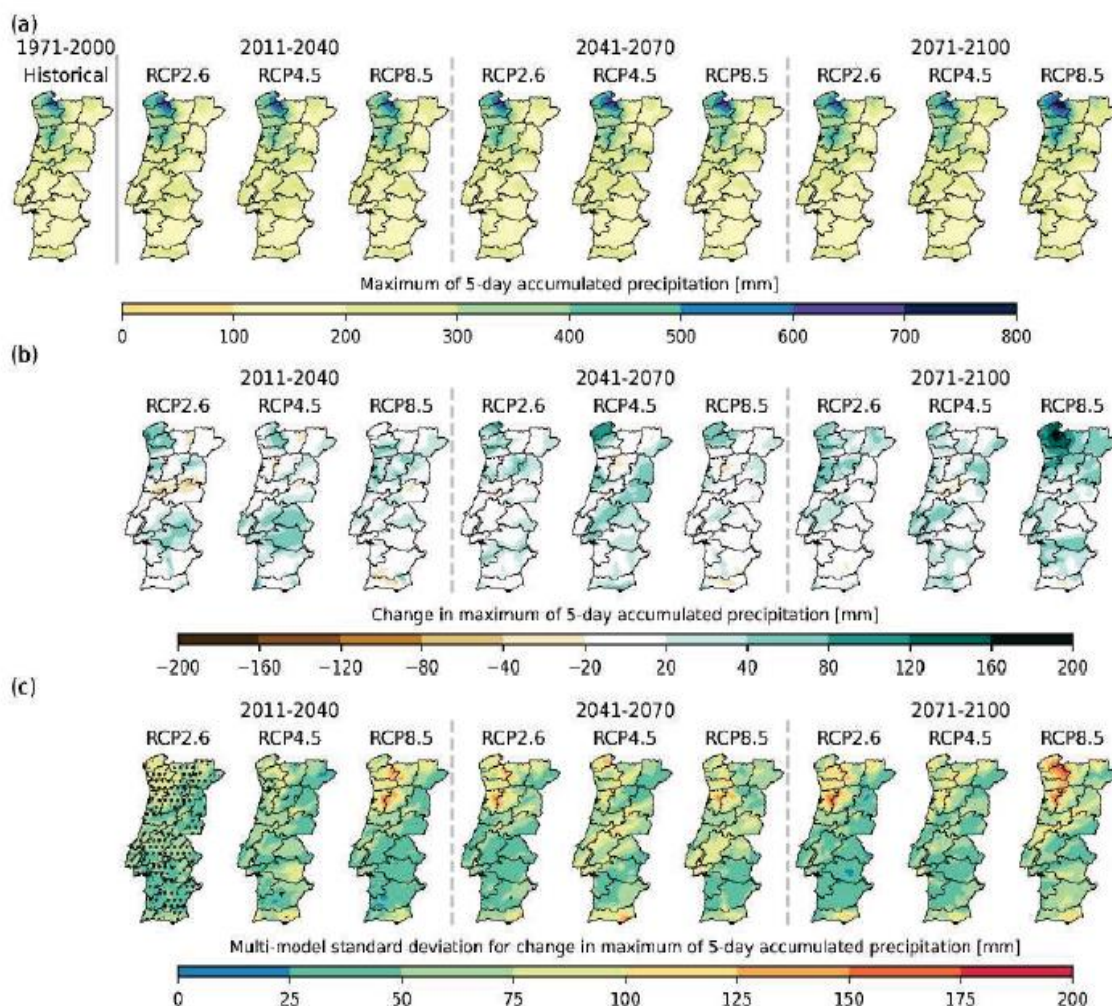 (a)
1971-2000 2011-2040 2041-2070 2071-2100
Historical RCP2.6 RCP4.5 RCP8.5 RCP2.6 RCP4.5 RCP8.5 RCP2.6 RCP4.5 RCP8.5
Maximum of 5-day accumulated precipitation [mm]
0 100 200 300 400 500 600 700 800
(b)
2011-2040 2041-2070 2071-2100
RCP2.6 RCP4.5 RCP8.5 RCP2.6 RCP4.5 RCP8.5 RCP2.6 RCP4.5 RCP8.5
Change in maximum of 5-day accumulated precipitation [mm]
−200 −160 −120 −80 −40 −20 20 40 80 120 160 200
(c)
2011-2040 2041-2070 2071-2100
RCP2.6 RCP4.5 RCP8.5 RCP2.6 RCP4.5 RCP8.5 RCP2.6 RCP4.5 RCP8.5
Multi-model standard deviation for change in maximum of 5-day accumulated precipitation [mm]
0 25 50 75 100 125 150 175 200